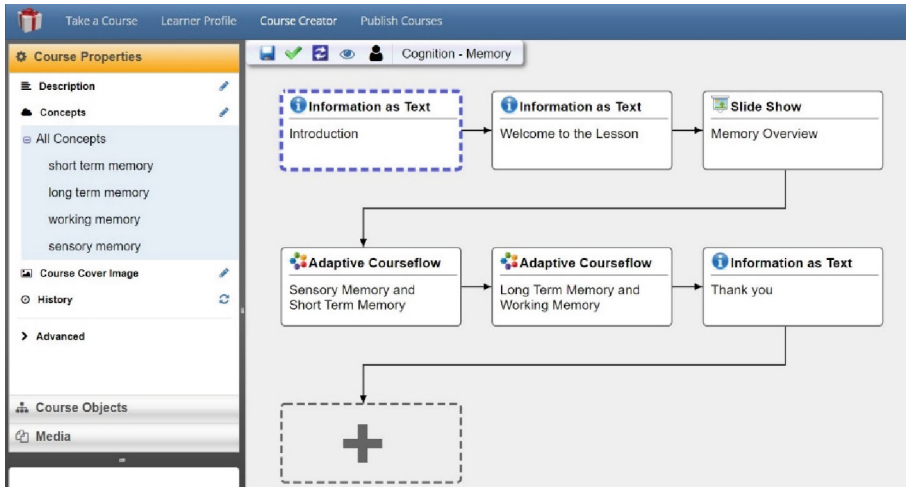 Take a Course Learner Profile Course Creator Publish Courses
Course Properties
Cognition - Memory
Description
Concepts
All Concepts
short term memory
long term memory
working memory
sensory memory
Course Cover Image
History
Advanced
Course Objects
Media
Information as Text
Introduction
Information as Text
Welcome to the Lesson
Slide Show
Memory Overview
Adaptive Courseflow
Sensory Memory and
Short Term Memory
Adaptive Courseflow
Long Term Memory and
Working Memory
Information as Text
Thank you